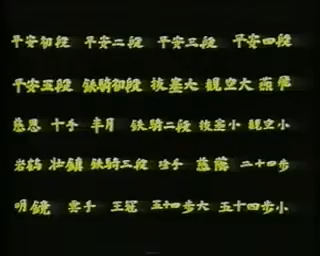 平安初段 平安二段 平安三段 平安四段
平安五段 鉄騎初段 抜塞大 観空大 燕飛
慈恩 十手 半月 鉄騎二段 抜塞小 観空小
岩鶴 壮鎮 鉄騎三段 珍手 慈蔭 二十四歩
明鏡 雲手 王冠 五十四歩大 五十四歩小